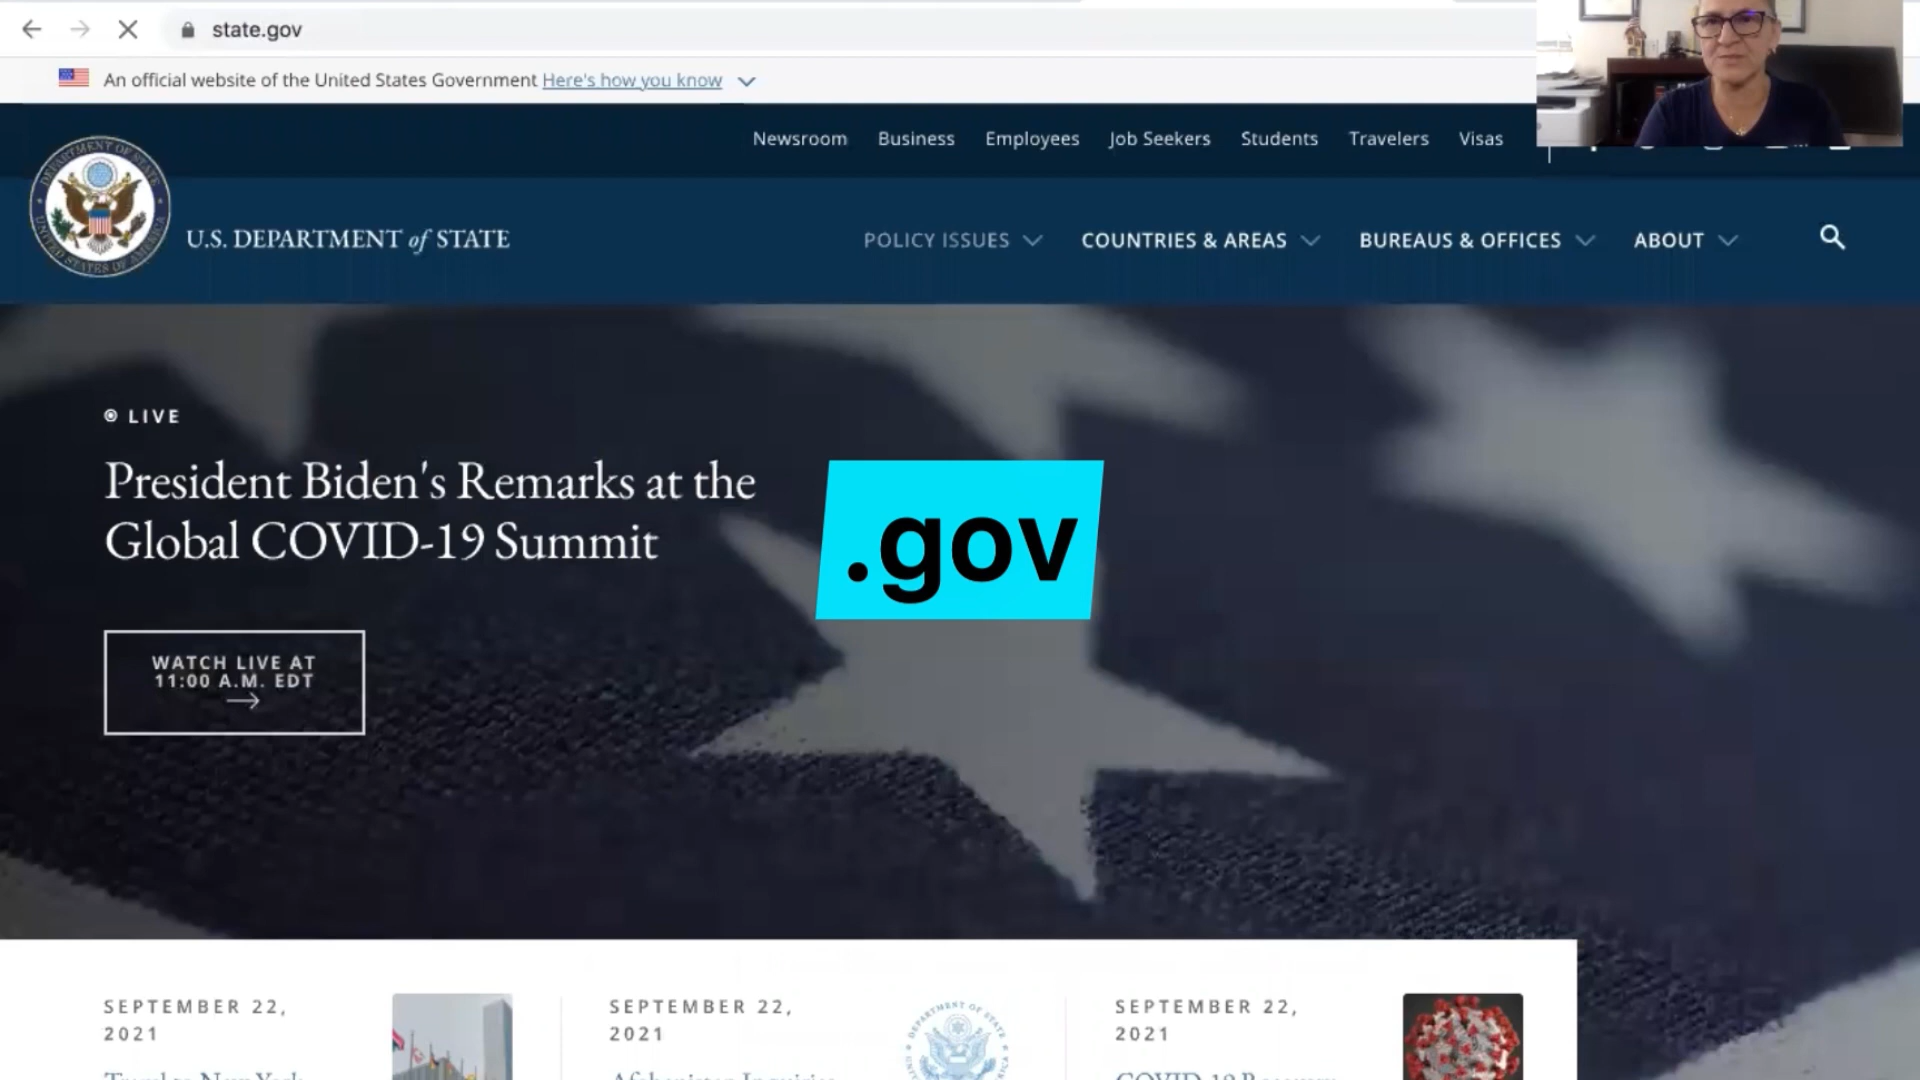 state.gov
An official website of the United States Government Here's how you know
Newsroom Business Employees Job Seekers Students Travelers Visas
U.S. DEPARTMENT of STATE
POLICY ISSUES COUNTRIES & AREAS BUREAUS & OFFICES ABOUT
LIVE
President Biden's Remarks at the
Global COVID-19 Summit
.gov
WATCH LIVE AT
11:00 A.M. EDT
SEPTEMBER 22,
2021
SEPTEMBER 22,
2021
SEPTEMBER 22,
2021